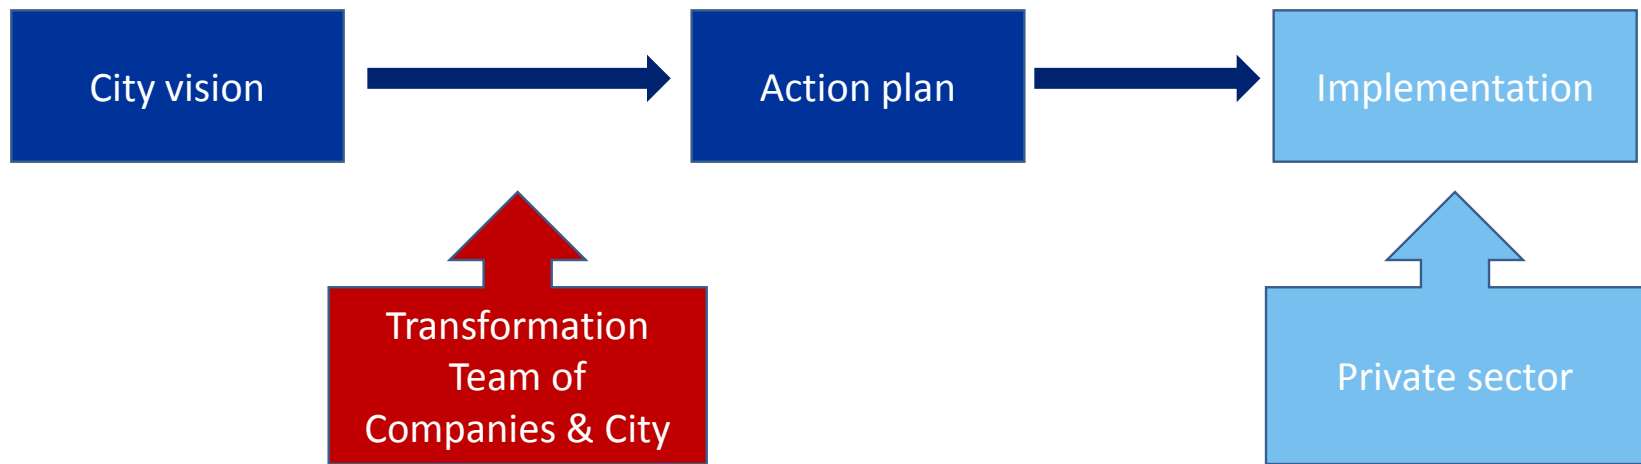 City vision
Action plan
Implementation
Transformation
Team of
Companies & City
Private sector